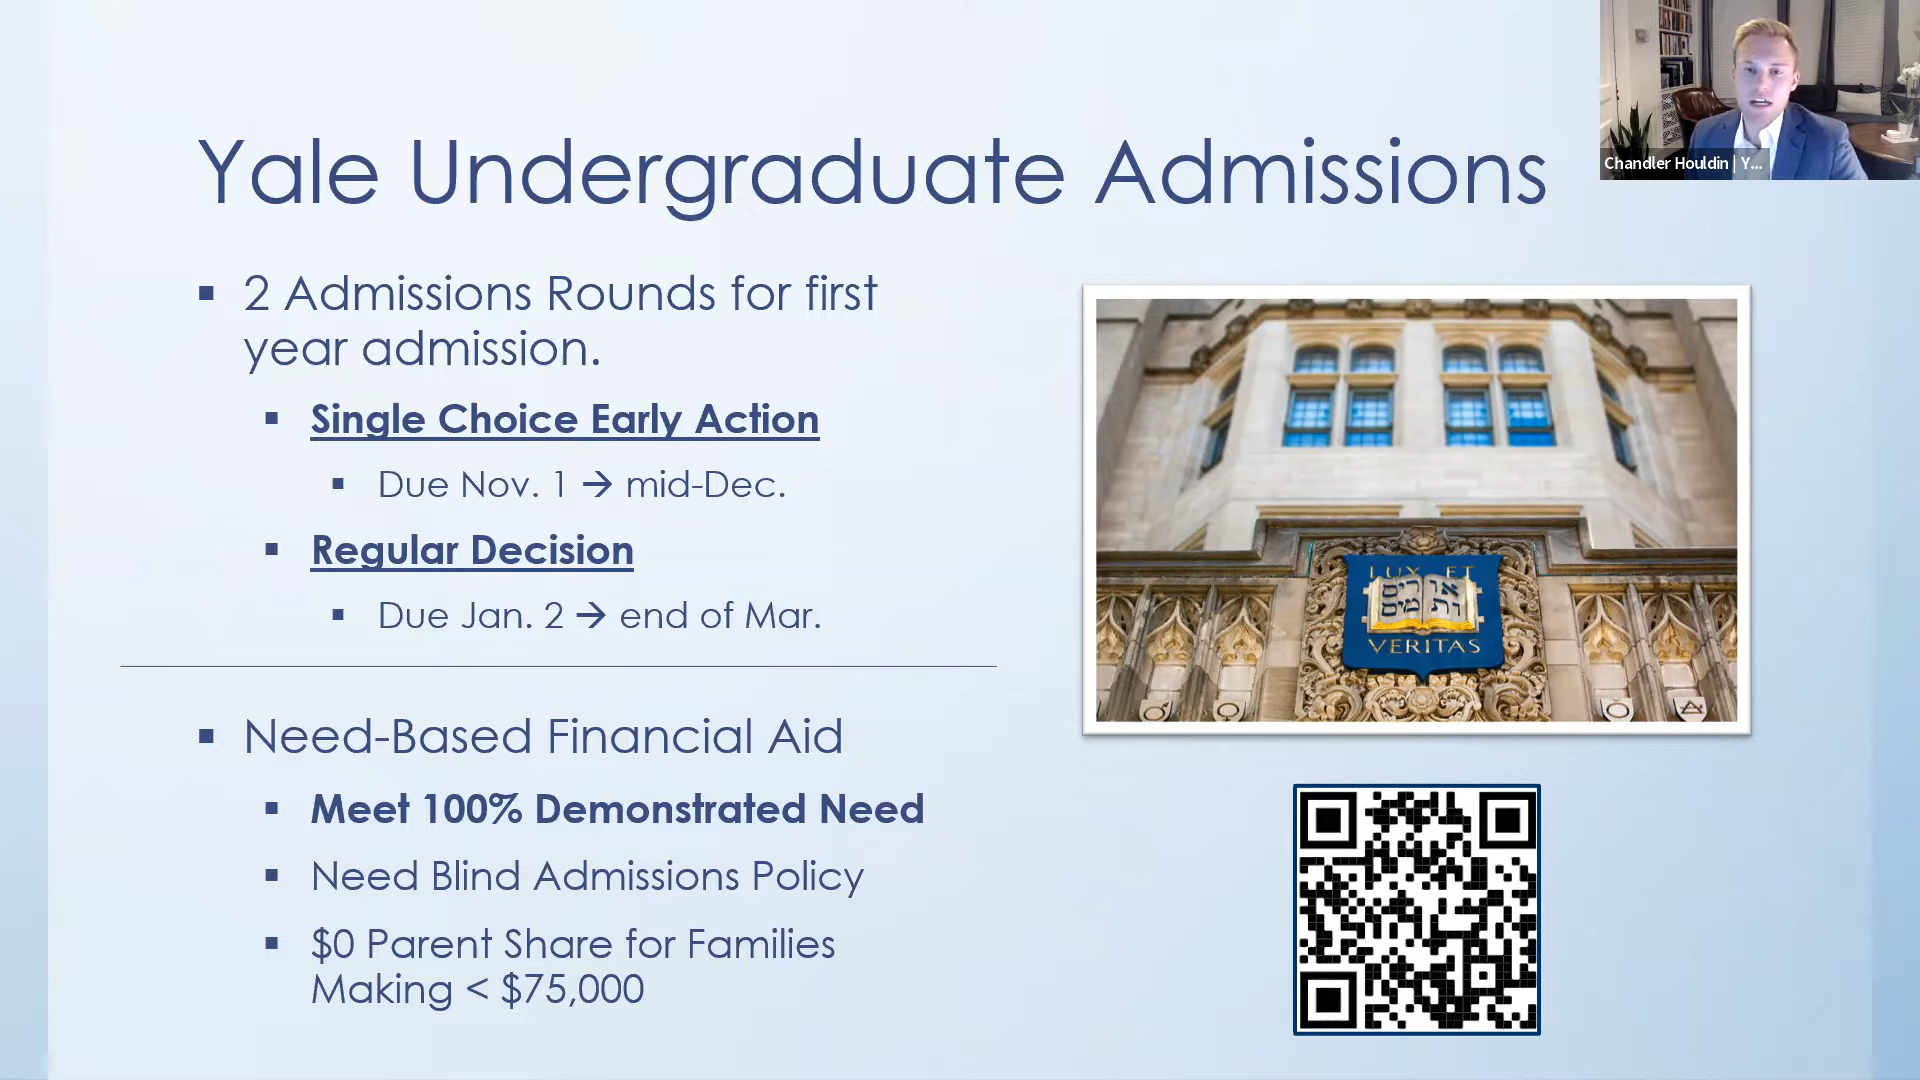 Yale Undergraduate Admissions
Chandler Houldin | Y...
▪ 2 Admissions Rounds for first
year admission.
▪ Single Choice Early Action
▪ Due Nov. 1 → mid-Dec.
▪ Regular Decision
▪ Due Jan. 2 → end of Mar.
▪ Need-Based Financial Aid
▪ Meet 100% Demonstrated Need
▪ Need Blind Admissions Policy
▪ $0 Parent Share for Families
Making < $75,000
LUX ET
אורים
ותמים
VERITAS